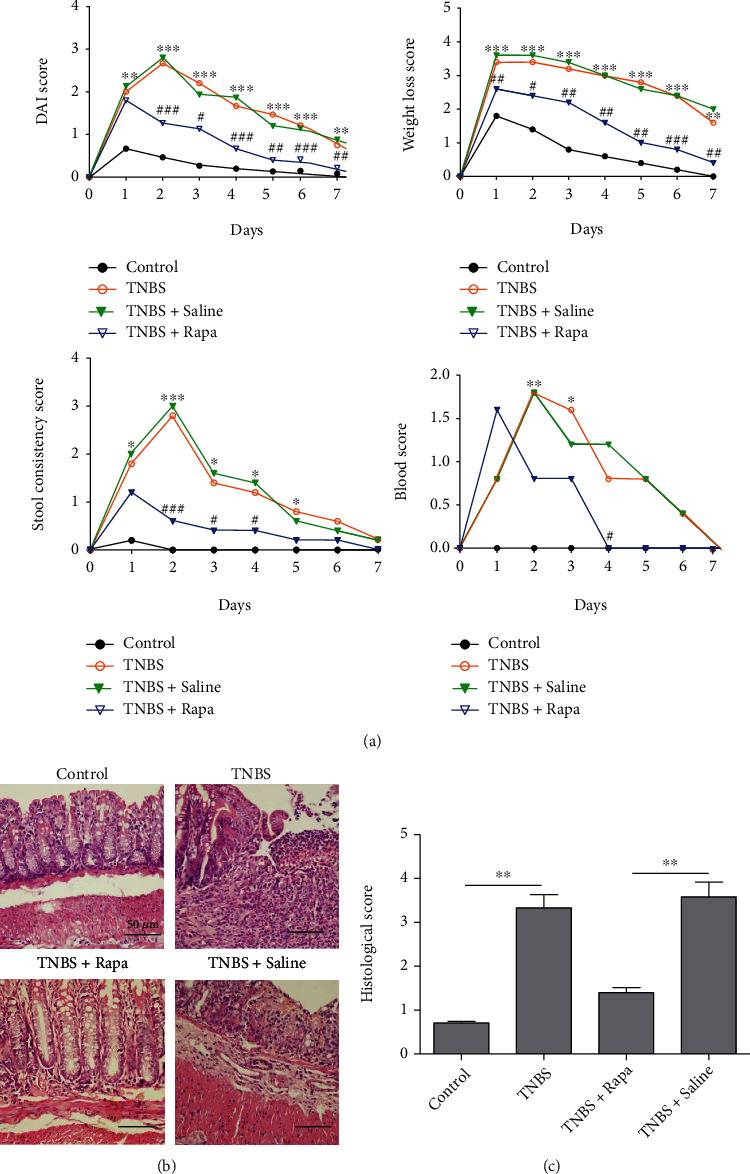 DAI score
4
3
2
1
0
** *** *** *** *** *** **
### # ### ## ### ##
0 1 2 3 4 5 6 7
Days
Control
TNBS
TNBS + Saline
TNBS + Rapa
Weight loss score
5
4
3
2
1
0
*** *** *** *** *** *** **
## # ## ## ## ### ##
0 1 2 3 4 5 6 7
Days
Control
TNBS
TNBS + Saline
TNBS + Rapa
Stool consistency score
4
3
2
1
0
* *** * * *
### # #
0 1 2 3 4 5 6 7
Days
Control
TNBS
TNBS + Saline
TNBS + Rapa
Blood score
2.0
1.5
1.0
0.5
0.0
** *
#
0 1 2 3 4 5 6 7
Days
Control
TNBS
TNBS + Saline
TNBS + Rapa
(a)
Control
TNBS
50 μm
TNBS + Rapa
TNBS + Saline
(b)
Histological score
5
4
3
2
1
0
** **
Control
TNBS
TNBS + Rapa
TNBS + Saline
(c)